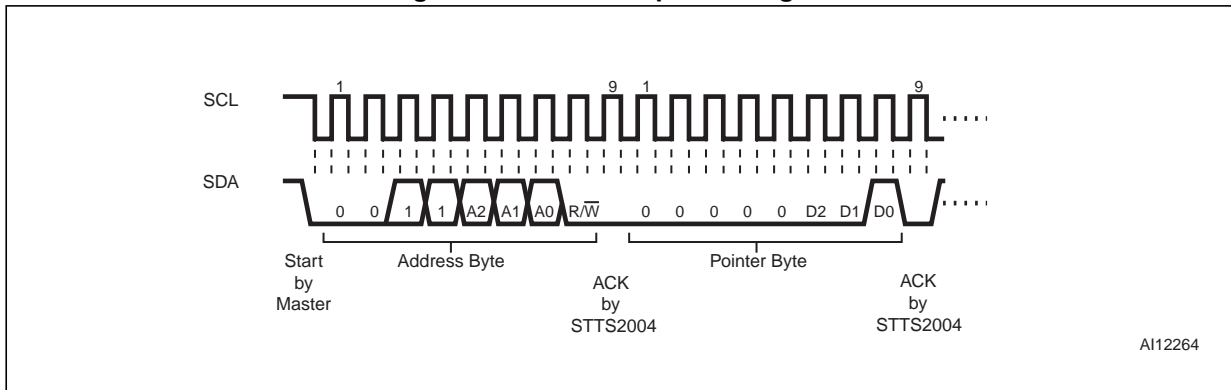 1 9 1 9
SCL
SDA
0 0 1 1 A2 A1 A0 R/W 0 0 0 0 0 D2 D1 D0
Address Byte Pointer Byte
Start
by
Master
ACK
by
STTS2004
ACK
by
STTS2004
AI12264